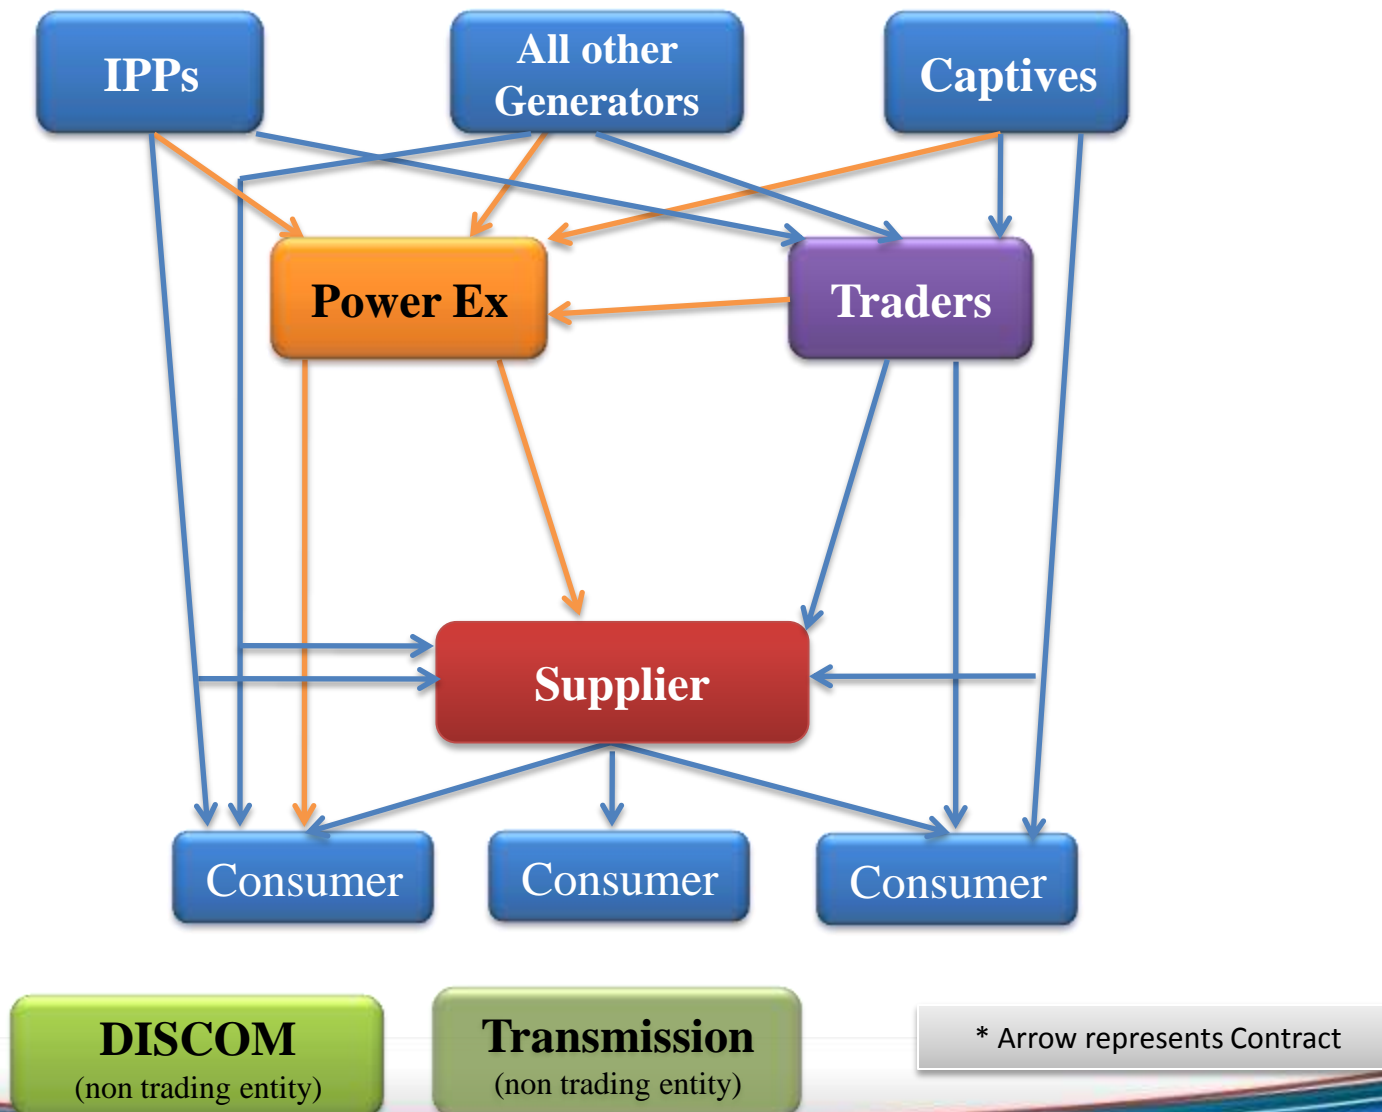 IPPs
All other
Generators
Captives
Power Ex
Traders
Supplier
Consumer
Consumer
Consumer
DISCOM
(non trading entity)
Transmission
(non trading entity)
* Arrow represents Contract